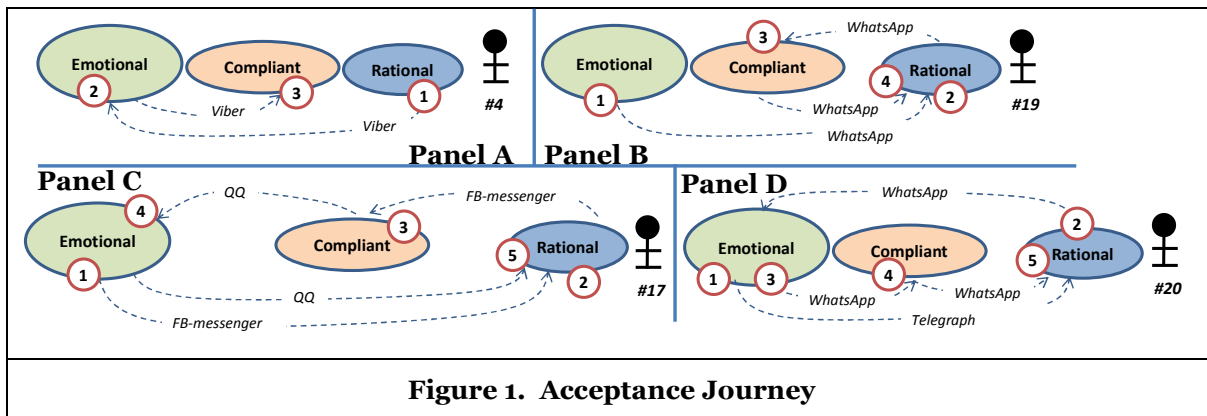 Emotional
2
Compliant
3
Rational
1
#4
Viber
Viber
Panel A
Emotional
1
3
Compliant
WhatsApp
4
Rational
2
#19
WhatsApp
WhatsApp
Panel B
Panel C
Emotional
4
1
QQ
Compliant
3
FB-messenger
5
Rational
2
#17
QQ
FB-messenger
Panel D
WhatsApp
Emotional
1
3
Compliant
4
2
5
Rational
#20
WhatsApp
WhatsApp
Telegraph
Figure 1. Acceptance Journey